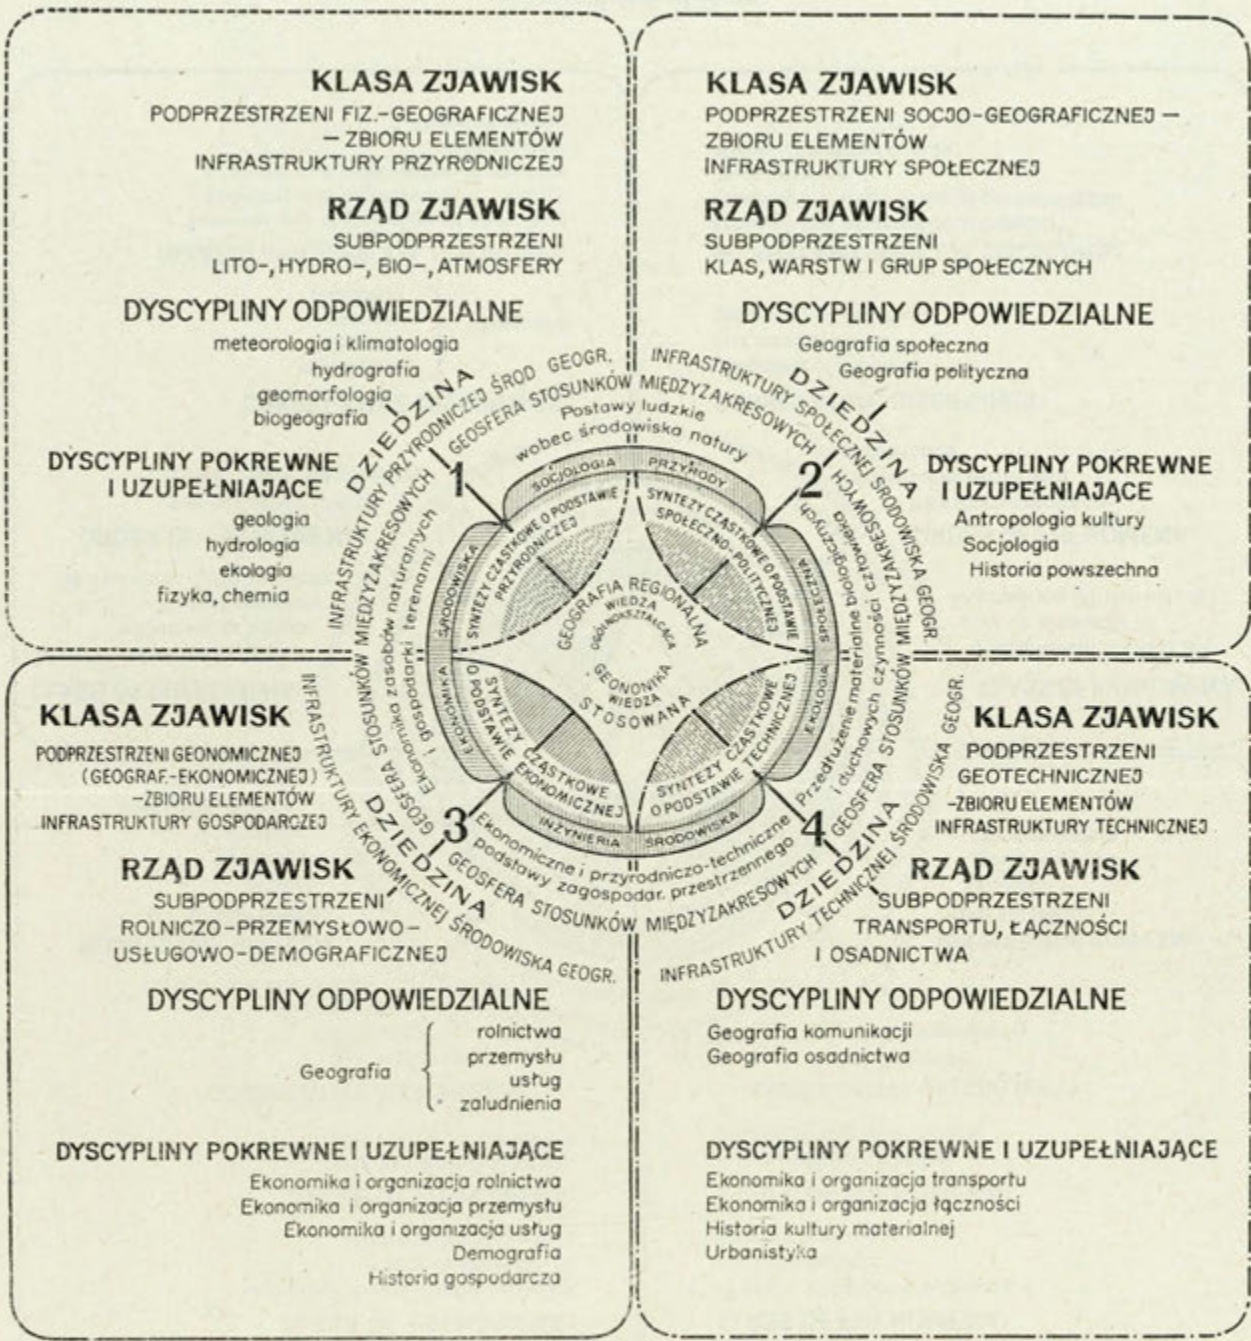 KLASA ZJAWISK
PODPRZESTRZENI FIZ.-GEOGRAFICZNEJ
— ZBIORU ELEMENTÓW
INFRASTRUKTURY PRZYRODNICZEJ
RZĄD ZJAWISK
SUBPODPRZESTRZENI
LITO-, HYDRO-, BIO-, ATMOSFERY
DYSCYPLINY ODPOWIEDZIALNE
meteorologia i klimatologia
hydrografia
geomorfologia
biogeografia
DYSCYPLINY POKREWNE
I UZUPEŁNIAJĄCE
geologia
hydrologia
ekologia
fizyka, chemia
KLASA ZJAWISK
PODPRZESTRZENI SOCJO-GEOGRAFICZNEJ —
ZBIORU ELEMENTÓW
INFRASTRUKTURY SPOŁECZNEJ
RZĄD ZJAWISK
SUBPODPRZESTRZENI
KLAS, WARSTW I GRUP SPOŁECZNYCH
DYSCYPLINY ODPOWIEDZIALNE
Geografia społeczna
Geografia polityczna
DYSCYPLINY POKREWNE
I UZUPEŁNIAJĄCE
Antropologia kultury
Socjologia
Historia powszechna
DZIEDZINA
INFRASTRUKTURY PRZYRODNICZEJ ŚROD GEOGR.
GEOSFERA STOSUNKÓW MIĘDZYZAKRESOWYCH
1
DZIEDZINA
INFRASTRUKTURY SPOŁECZNEJ ŚRODOWISKA GEOGR.
GEOSFERA STOSUNKÓW MIĘDZYZAKRESOWYCH
2
Postawy ludzkie
wobec środowiska natury
SOCJOLOGIA PRZYRODY
SYNTEZY CZĄSTKOWE O PODSTAWIE
PRZYRODNICZEJ
SYNTEZY CZĄSTKOWE O PODSTAWIE
SPOŁECZNO-POLITYCZNEJ
Ekonomika zasobów naturalnych
i gospodarki terenami
EKONOMIKA ŚRODOWISKA
GEOGRAFIA REGIONALNA
WIEDZA
OGÓLNOKSZTAŁCĄCA
GEONONIKA
WIEDZA
STOSOWANA
EKOLOGIA SPOŁECZNA
Przedłużenie materialne biologicznych
i duchowych czynności człowieka
SYNTEZY CZĄSTKOWE
O PODSTAWIE EKONOMICZNEJ
SYNTEZY CZĄSTKOWE
O PODSTAWIE TECHNICZNEJ
INŻYNIERIA ŚRODOWISKA
Ekonomiczne i przyrodniczo-techniczne
podstawy zagospodar. przestrzennego
3
GEOSFERA STOSUNKÓW MIĘDZYZAKRESOWYCH
DZIEDZINA
INFRASTRUKTURY EKONOMICZNEJ ŚRODOWISKA GEOGR.
4
GEOSFERA STOSUNKÓW MIĘDZYZAKRESOWYCH
DZIEDZINA
INFRASTRUKTURY TECHNICZNEJ ŚRODOWISKA GEOGR.
KLASA ZJAWISK
PODPRZESTRZENI GEONOMICZNEJ
(GEOGRAF.-EKONOMICZNEJ)
-ZBIORU ELEMENTÓW
INFRASTRUKTURY GOSPODARCZEJ
RZĄD ZJAWISK
SUBPODPRZESTRZENI
ROLNICZO-PRZEMYSŁOWO-
USŁUGOWO-DEMOGRAFICZNEJ
DYSCYPLINY ODPOWIEDZIALNE
Geografia
rolnictwa
przemysłu
usług
zaludnienia
DYSCYPLINY POKREWNE I UZUPEŁNIAJĄCE
Ekonomika i organizacja rolnictwa
Ekonomika i organizacja przemysłu
Ekonomika i organizacja usług
Demografia
Historia gospodarcza
KLASA ZJAWISK
PODPRZESTRZENI
GEOTECHNICZNEJ
-ZBIORU ELEMENTÓW
INFRASTRUKTURY TECHNICZNEJ
RZĄD ZJAWISK
SUBPODPRZESTRZENI
TRANSPORTU, ŁĄCZNOŚCI
I OSADNICTWA
DYSCYPLINY ODPOWIEDZIALNE
Geografia komunikacji
Geografia osadnictwa
DYSCYPLINY POKREWNE I UZUPEŁNIAJĄCE
Ekonomika i organizacja transportu
Ekonomika i organizacja łączności
Historia kultury materialnej
Urbanistyka